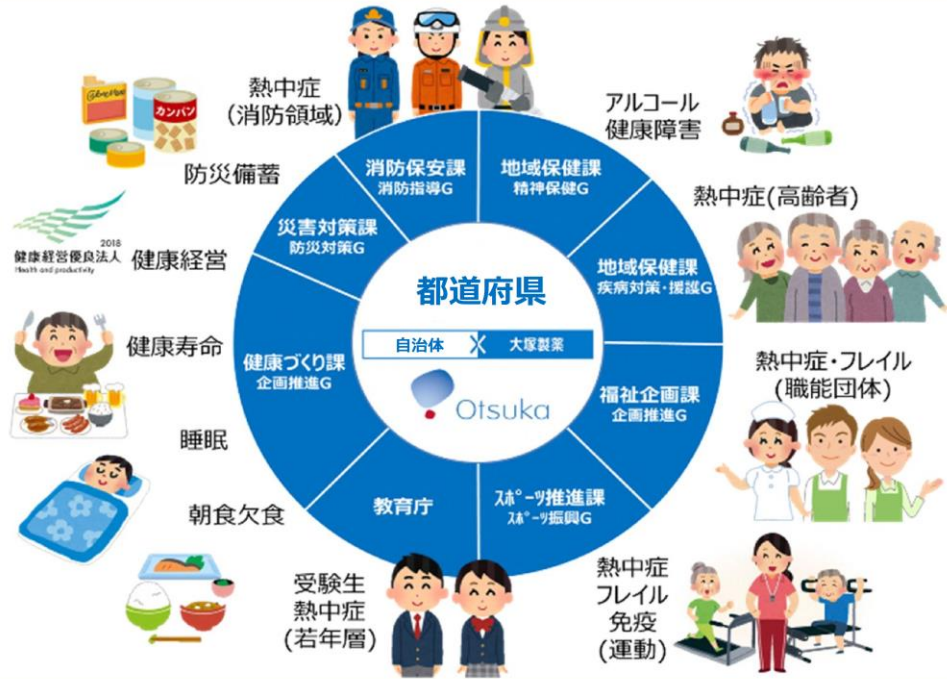 熱中症
(消防領域)
アルコール
健康障害
カンパン
防災備蓄
消防保安課
消防指導G
地域保健課
精神保健G
熱中症(高齢者)
災害対策課
防災対策G
2018
健康経営優良法人
Health and productivity
健康経営
地域保健課
疾病対策・援護G
都道府県
自治体 X 大塚製薬
Otsuka
健康寿命
健康づくり課
企画推進G
福祉企画課
企画推進G
熱中症・フレイル
(職能団体)
睡眠
朝食欠食
教育庁
スポーツ推進課
スポーツ振興G
受験生
熱中症
(若年層)
熱中症
フレイル
免疫
(運動)